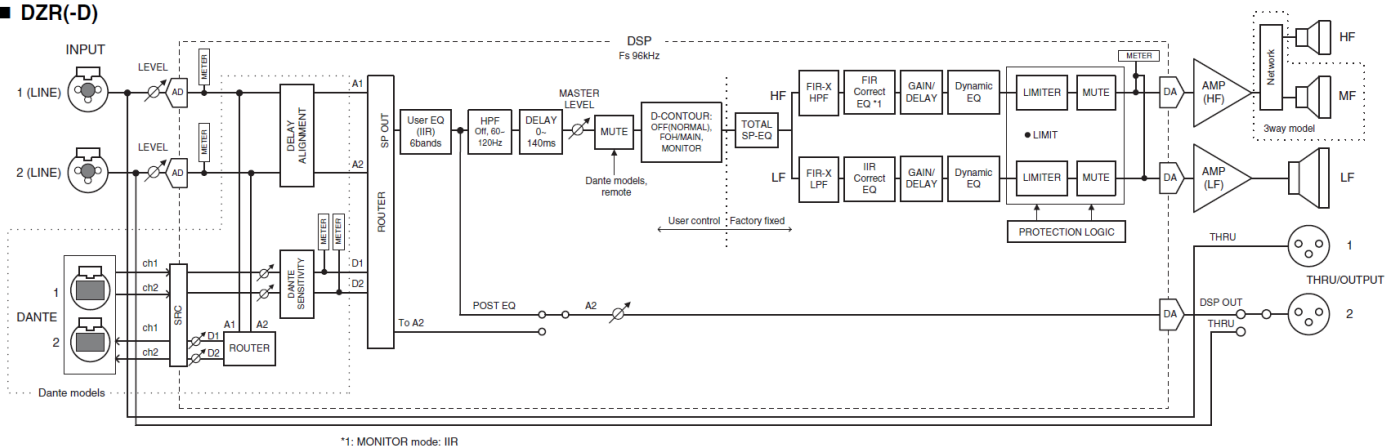 ■ DZR(-D)
INPUT
1 (LINE)
LEVEL
AD
METER
2 (LINE)
LEVEL
AD
METER
DANTE
1
2
ch1
ch2
ch1
ch2
SRC
D1
D2
A1
A2
ROUTER
Dante models
DELAY
ALIGNMENT
DANTE
SENSITIVITY
METER
METER
A1
A2
D1
D2
SP OUT
ROUTER
To A2
DSP
Fs 96kHz
User EQ
(IIR)
6bands
HPF
Off, 60~
120Hz
DELAY
0~
140ms
MASTER
LEVEL
MUTE
Dante models,
remote
D-CONTOUR:
OFF(NORMAL),
FOH/MAIN,
MONITOR
User control
Factory fixed
TOTAL
SP-EQ
HF
FIR-X
HPF
FIR
Correct
EQ *1
GAIN/
DELAY
Dynamic
EQ
LIMITER
MUTE
LIMIT
LF
FIR-X
LPF
IIR
Correct
EQ
GAIN/
DELAY
Dynamic
EQ
LIMITER
MUTE
PROTECTION LOGIC
METER
DA
AMP
(HF)
Network
HF
MF
3way model
DA
AMP
(LF)
LF
POST EQ
A2
DA
DSP OUT
THRU
THRU
1
THRU/OUTPUT
2
*1: MONITOR mode: IIR